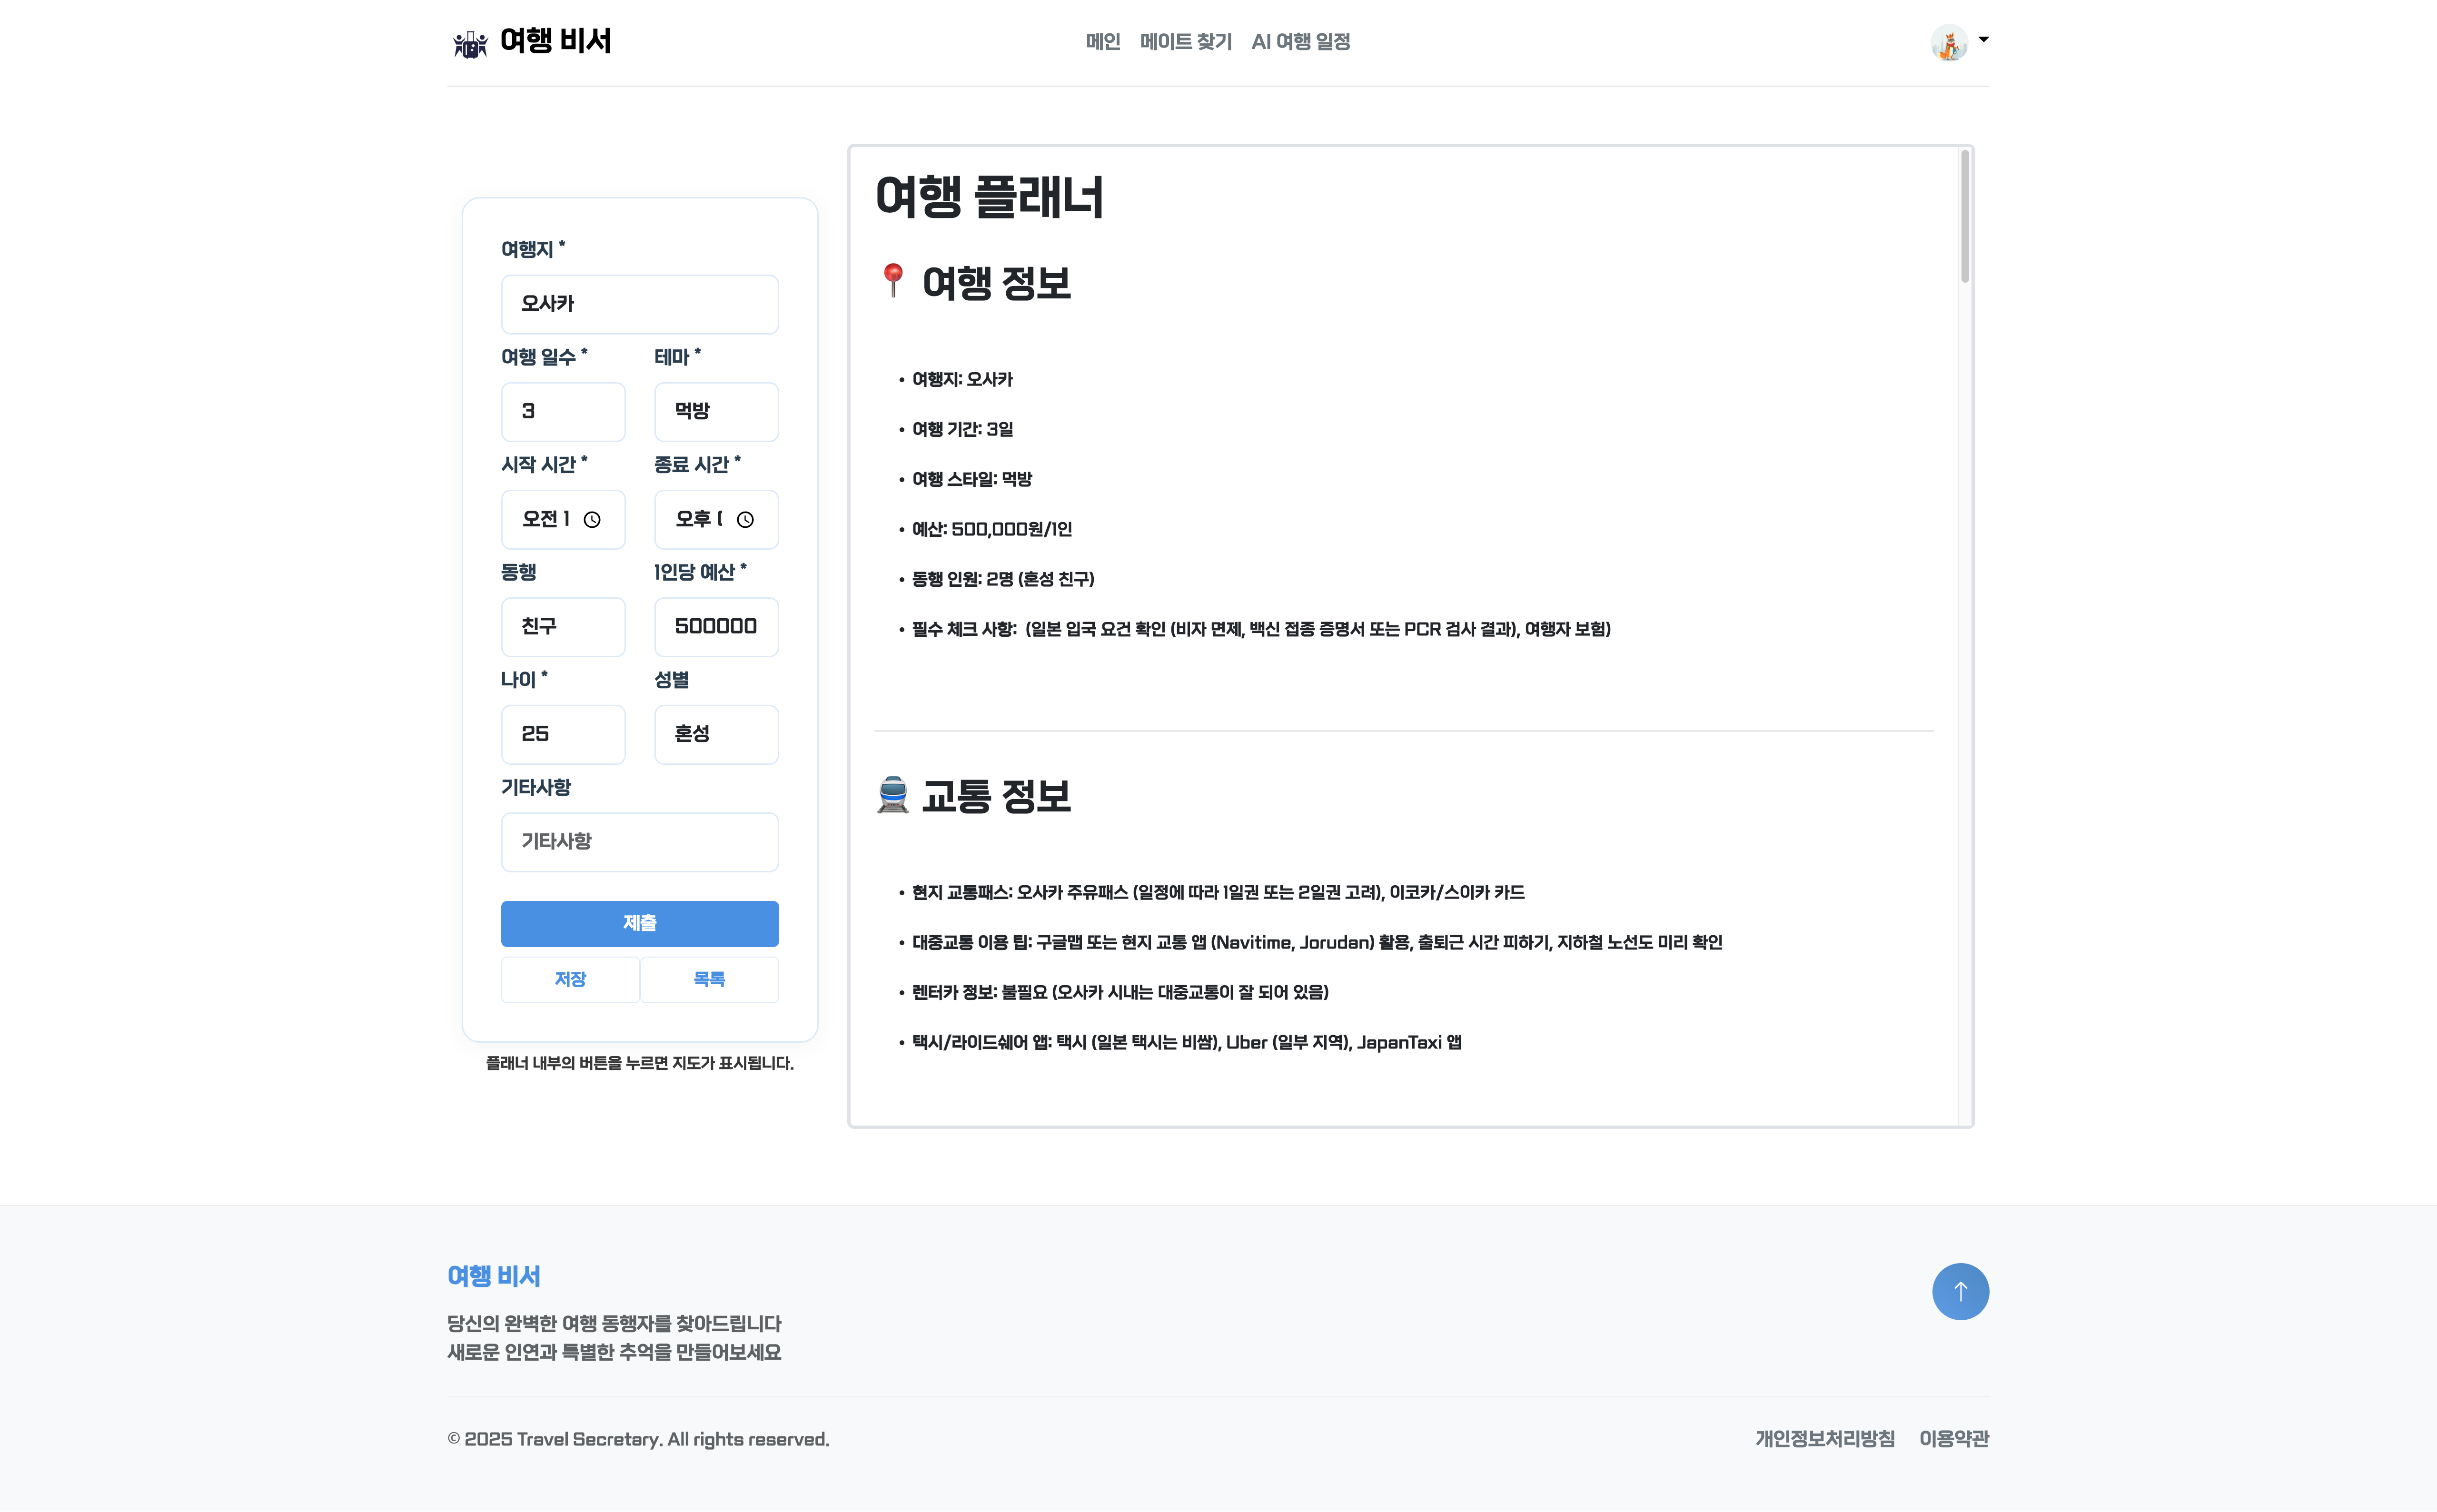 여행 비서
메인 메이트 찾기 AI 여행 일정
여행지 *
오사카
여행 일수 * 테마 *
3 먹방
시작 시간 * 종료 시간 *
오전 1 오후
동행 1인당 예산 *
친구 500000
나이 * 성별
25 혼성
기타사항
기타사항
제출
저장 목록
플래너 내부의 버튼을 누르면 지도가 표시됩니다.
여행 플래너
📍 여행 정보
• 여행지: 오사카
• 여행 기간: 3일
• 여행 스타일: 먹방
• 예산: 500,000원/1인
• 동행 인원: 2명 (혼성 친구)
• 필수 체크 사항: (일본 입국 요건 확인 (비자 면제, 백신 접종 증명서 또는 PCR 검사 결과), 여행자 보험)
🚆 교통 정보
• 현지 교통패스: 오사카 주유패스 (일정에 따라 1일권 또는 2일권 고려), 이코카/스이카 카드
• 대중교통 이용 팁: 구글맵 또는 현지 교통 앱 (Navitime, Jorudan) 활용, 출퇴근 시간 피하기, 지하철 노선도 미리 확인
• 렌터카 정보: 불필요 (오사카 시내는 대중교통이 잘 되어 있음)
• 택시/라이드쉐어 앱: 택시 (일본 택시는 비쌈), Uber (일부 지역), JapanTaxi 앱
여행 비서
당신의 완벽한 여행 동행자를 찾아드립니다
새로운 인연과 특별한 추억을 만들어보세요
© 2025 Travel Secretary. All rights reserved.
개인정보처리방침 이용약관